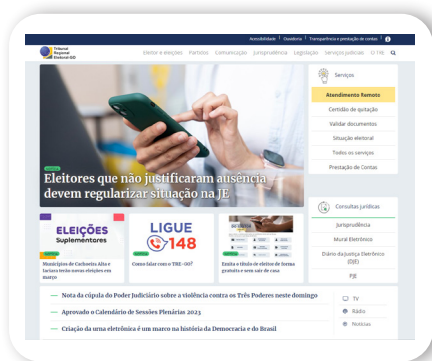 Acessibilidade | Ouvidoria | Transparência e prestação de contas
Tribunal
Regional
Eleitoral-GO
Eleitor e eleições Partidos Comunicação Jurisprudência Legislação Serviços judiciais O TRE
Eleitores que não justificaram ausência
devem regularizar situação na JE
ELEIÇÕES
Suplementares
Municípios de Cachoeira Alta e
Iaciara terão novas eleições em
março
LIGUE
148
Como falar com o TRE-GO?
Emita o título de eleitor de forma
gratuita e sem sair de casa
Nota da cúpula do Poder Judiciário sobre a violência contra os Três Poderes neste domingo
Aprovado o Calendário de Sessões Plenárias 2023
Criação da urna eletrônica é um marco na história da Democracia e do Brasil
Serviços
Atendimento Remoto
Certidão de quitação
Validar documentos
Situação eleitoral
Todos os serviços
Prestação de Contas
Consultas jurídicas
Jurisprudência
Mural Eletrônico
Diário da Justiça Eletrônico
(DJE)
PJE
TV
Rádio
Notícias